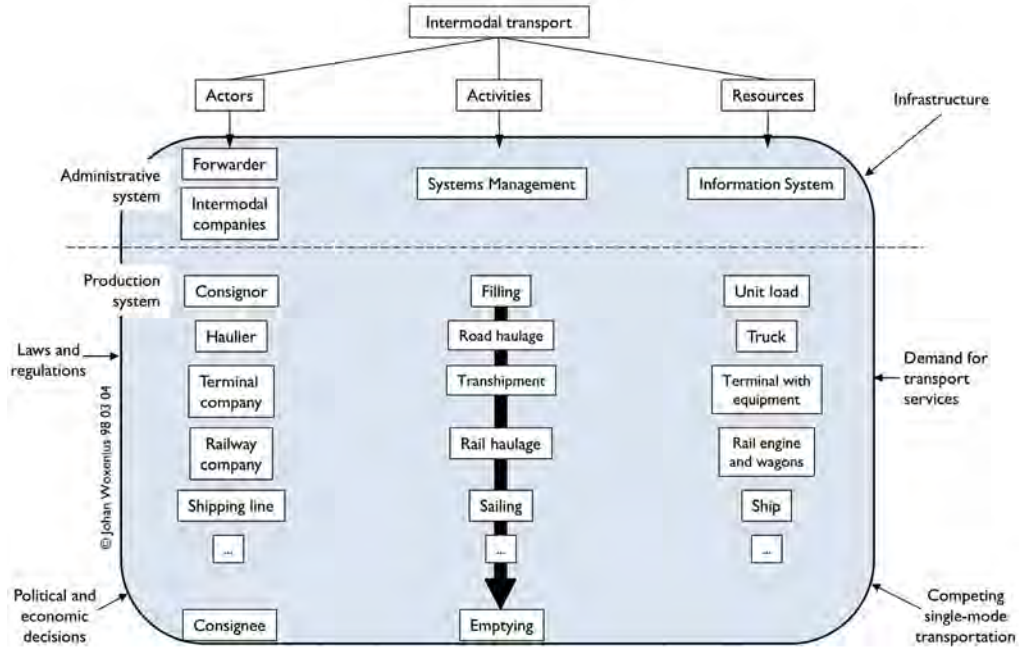 Intermodal transport
Actors
Activities
Resources
Infrastructure
Administrative
system
Forwarder
Intermodal
companies
Systems Management
Information System
Production
system
Consignor
Filling
Unit load
Haulier
Road haulage
Truck
Laws and
regulations
Terminal
company
Transhipment
Terminal with
equipment
Demand for
transport
services
Railway
company
Rail haulage
Rail engine
and wagons
Shipping line
Sailing
Ship
...
...
...
© Johan Woxenius 98 03 04
Political and
economic
decisions
Consignee
Emptying
Competing
single-mode
transportation